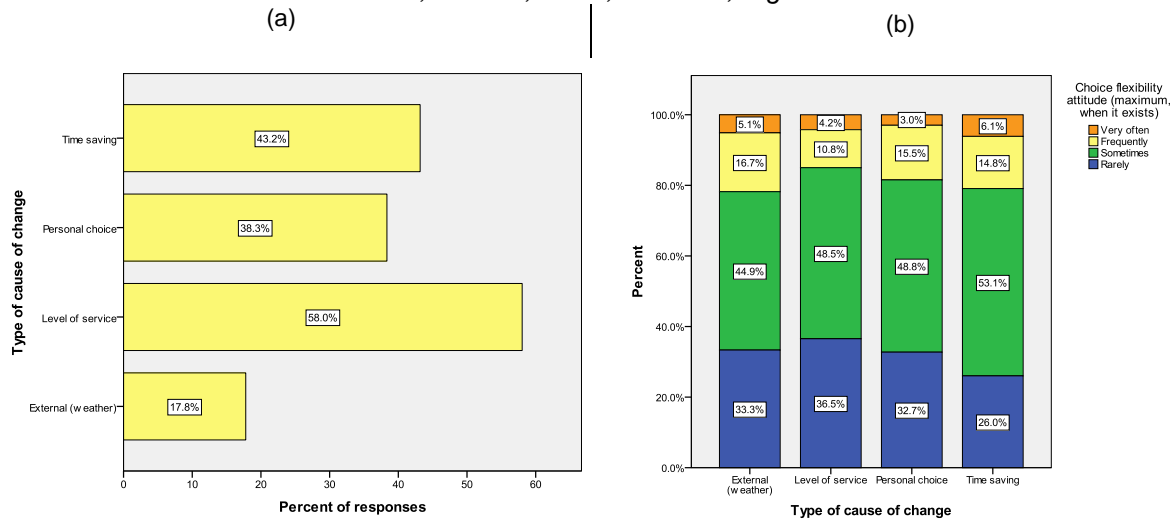 (a)
Type of cause of change
Time saving
43.2%
Personal choice
38.3%
Level of service
58.0%
External (weather)
17.8%
0 10 20 30 40 50 60
Percent of responses
(b)
Percent
100.0%
80.0%
60.0%
40.0%
20.0%
0.0%
5.1% 4.2% 3.0% 6.1%
16.7% 10.8% 15.5% 14.8%
44.9% 48.5% 48.8% 53.1%
33.3% 36.5% 32.7% 26.0%
External Level of service Personal choice Time saving
(weather)
Type of cause of change
Choice flexibility
attitude (maximum,
when it exists)
Very often
Frequently
Sometimes
Rarely